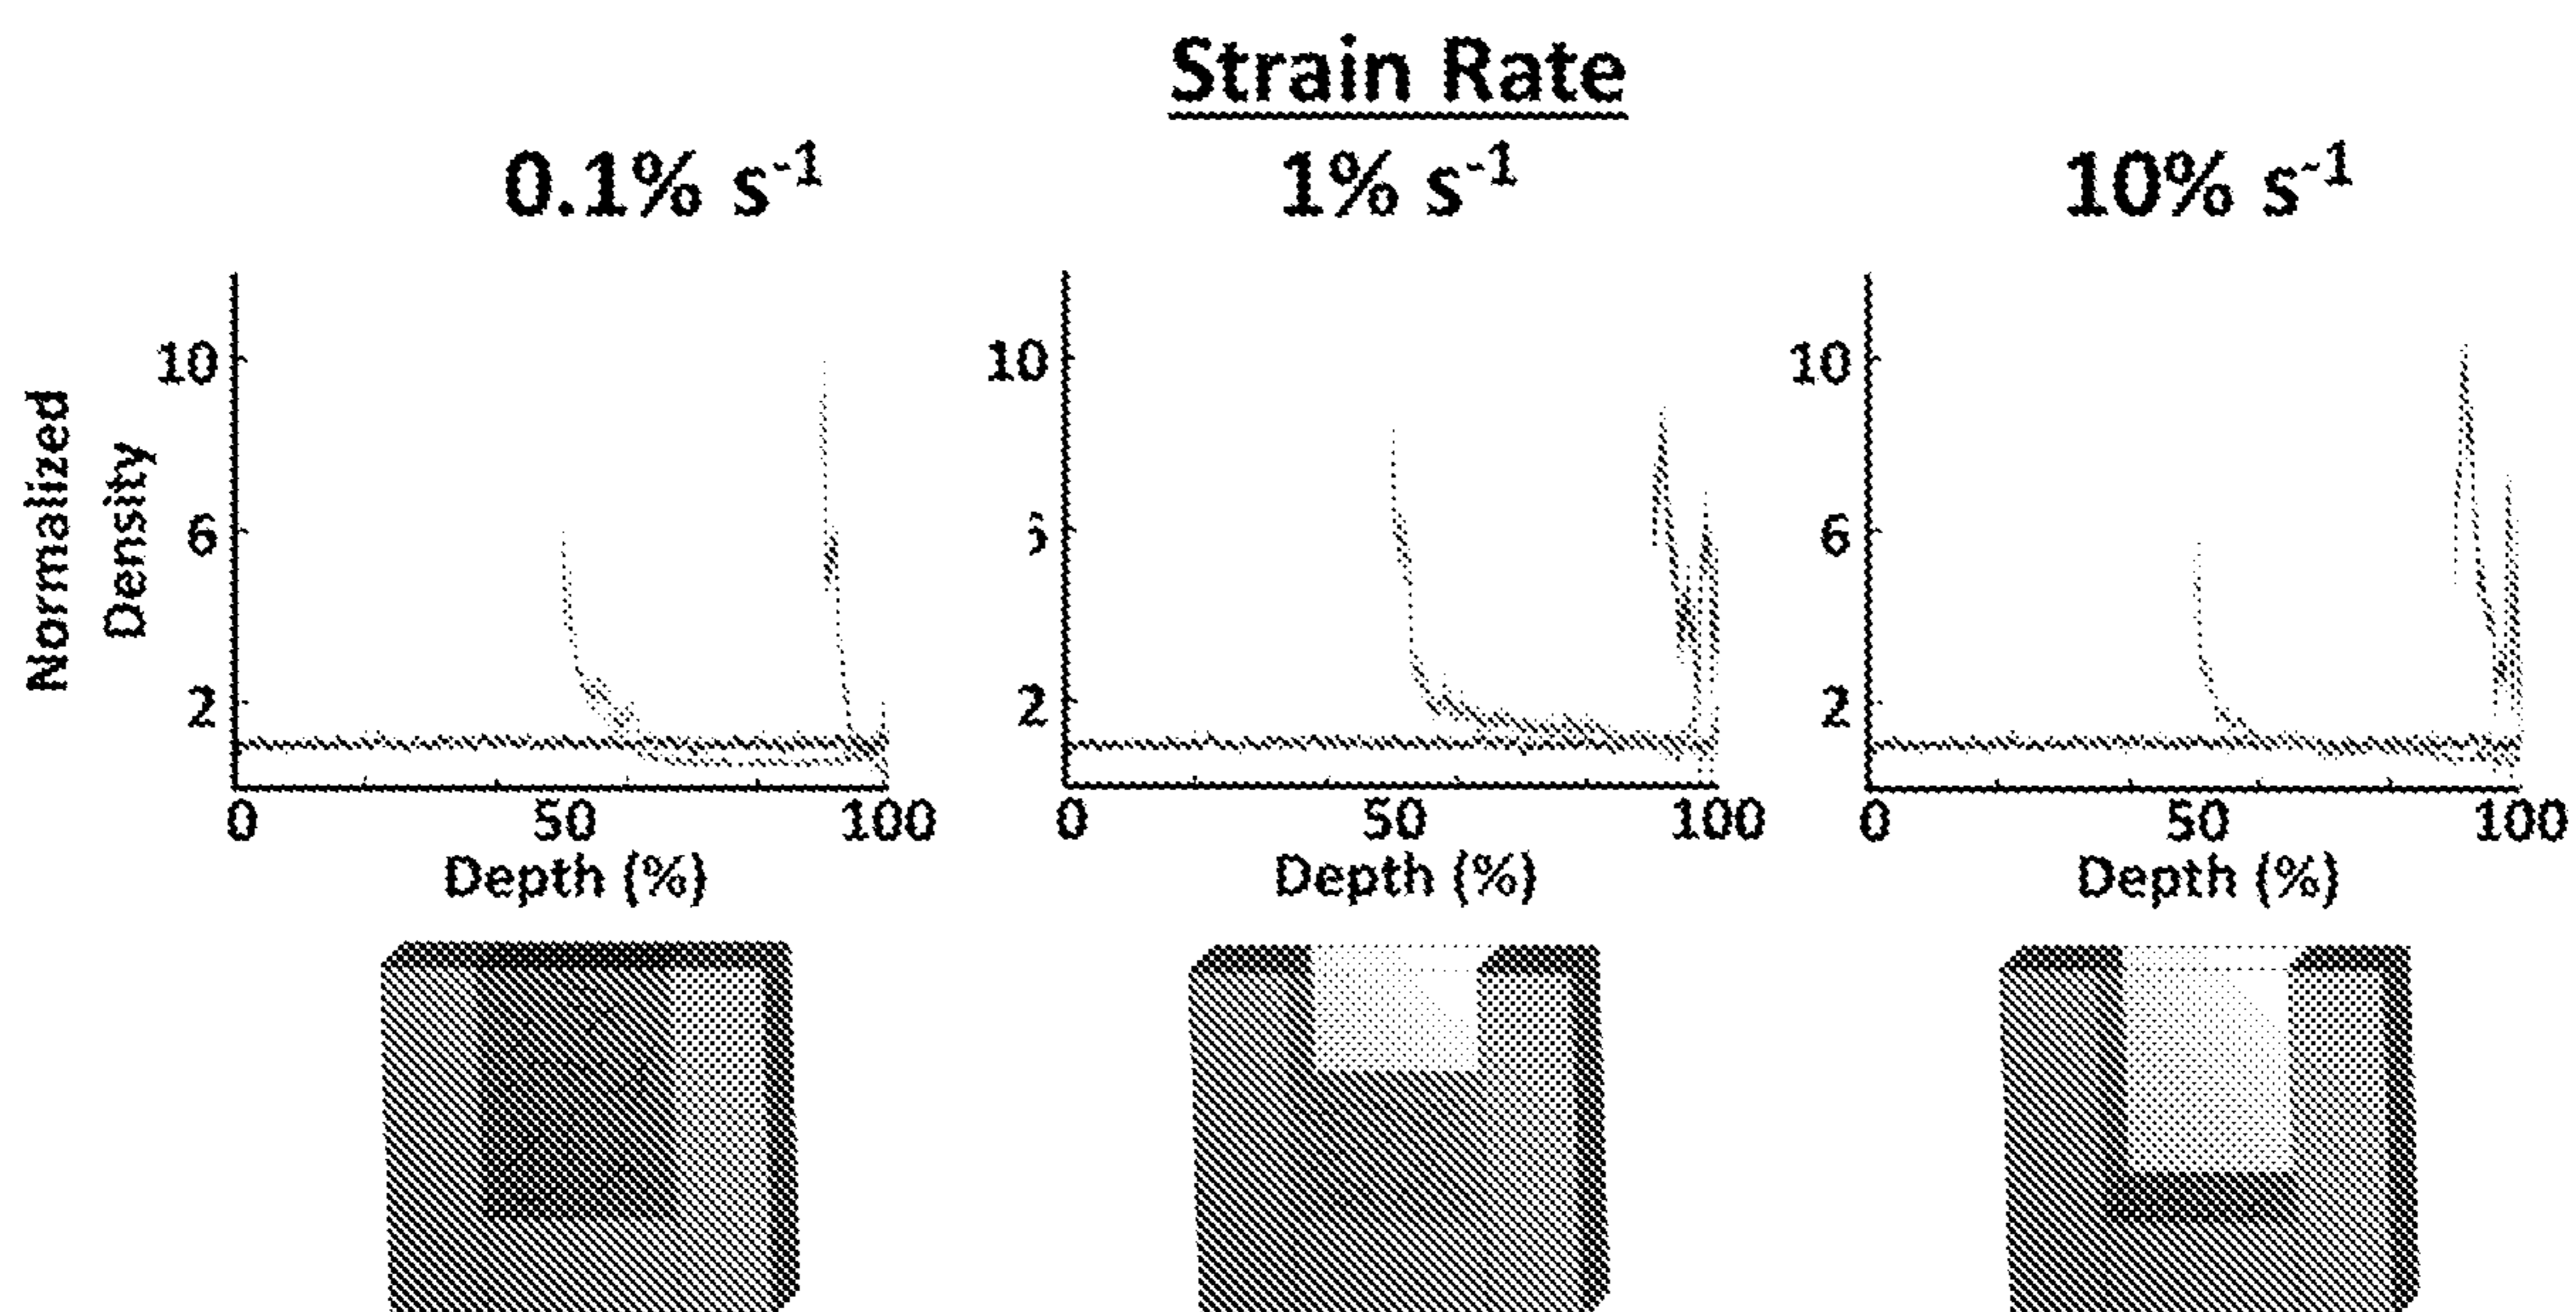 Strain Rate
0.1% s⁻¹ 1% s⁻¹ 10% s⁻¹
Normalized
Density
10 6 2
0 50 100
Depth (%)
10 2
0 50 100
Depth (%)
10 6 2
0 50 100
Depth (%)